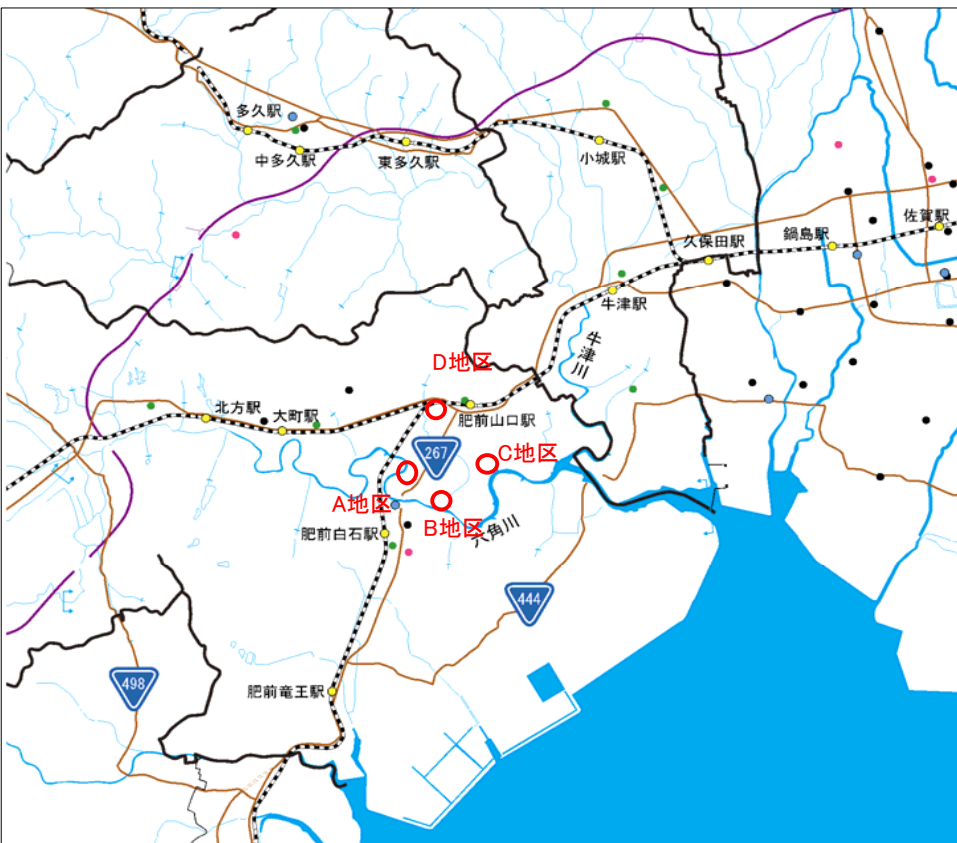 多久駅
中多久駅
東多久駅
小城駅
佐賀駅
鍋島駅
久保田駅
牛津駅
牛津川
D地区
北方駅
大町駅
肥前山口駅
267
C地区
A地区
B地区
六角川
肥前白石駅
444
498
肥前竜王駅